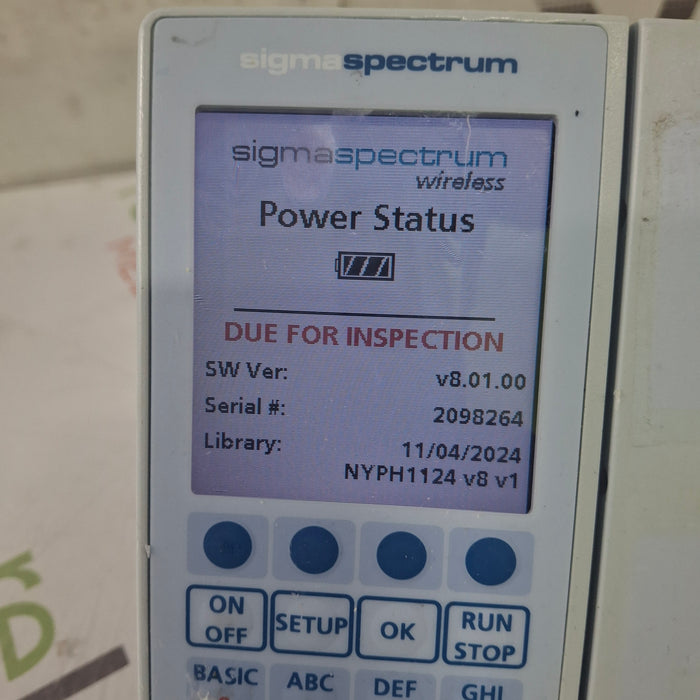 sigmaspectrum
sigmaspectrum
wireless
Power Status
DUE FOR INSPECTION
SW Ver: v8.01.00
Serial #: 2098264
Library: 11/04/2024
NYPH1124 v8 v1
ON
OFF
SETUP
OK
RUN
STOP
BASIC ABC DEF GHI